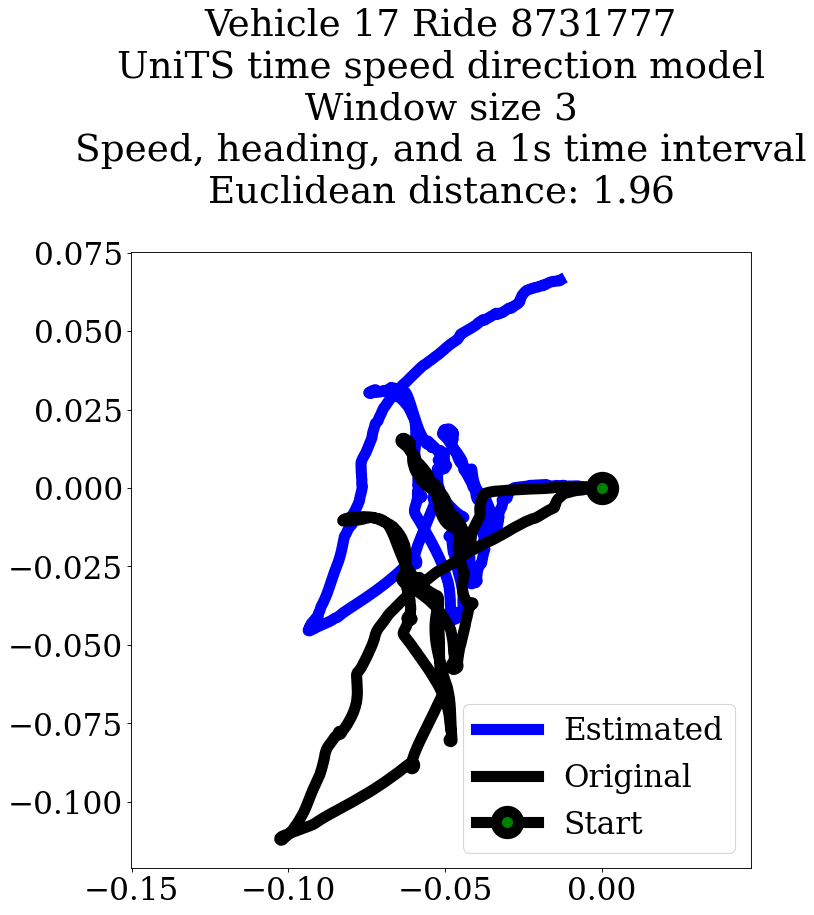 Vehicle 17 Ride 8731777
UniTS time speed direction model
Window size 3
Speed, heading, and a 1s time interval
Euclidean distance: 1.96
0.075
0.050
0.025
0.000
−0.025
−0.050
−0.075
−0.100
Estimated
Original
Start
−0.15
−0.10
−0.05
0.00